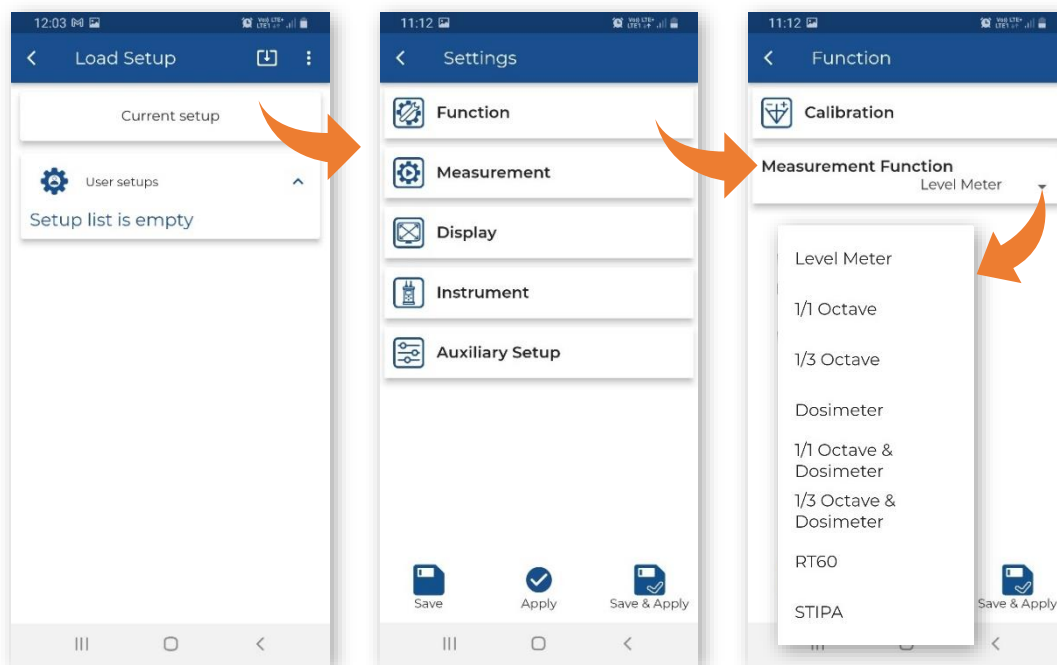 12:03
Load Setup
Current setup
User setups
Setup list is empty
11:12
Settings
Function
Measurement
Display
Instrument
Auxiliary Setup
Save
Apply
Save & Apply
11:12
Function
Calibration
Measurement Function
Level Meter
Level Meter
1/1 Octave
1/3 Octave
Dosimeter
1/1 Octave &
Dosimeter
1/3 Octave &
Dosimeter
RT60
STIPA
Save & Apply